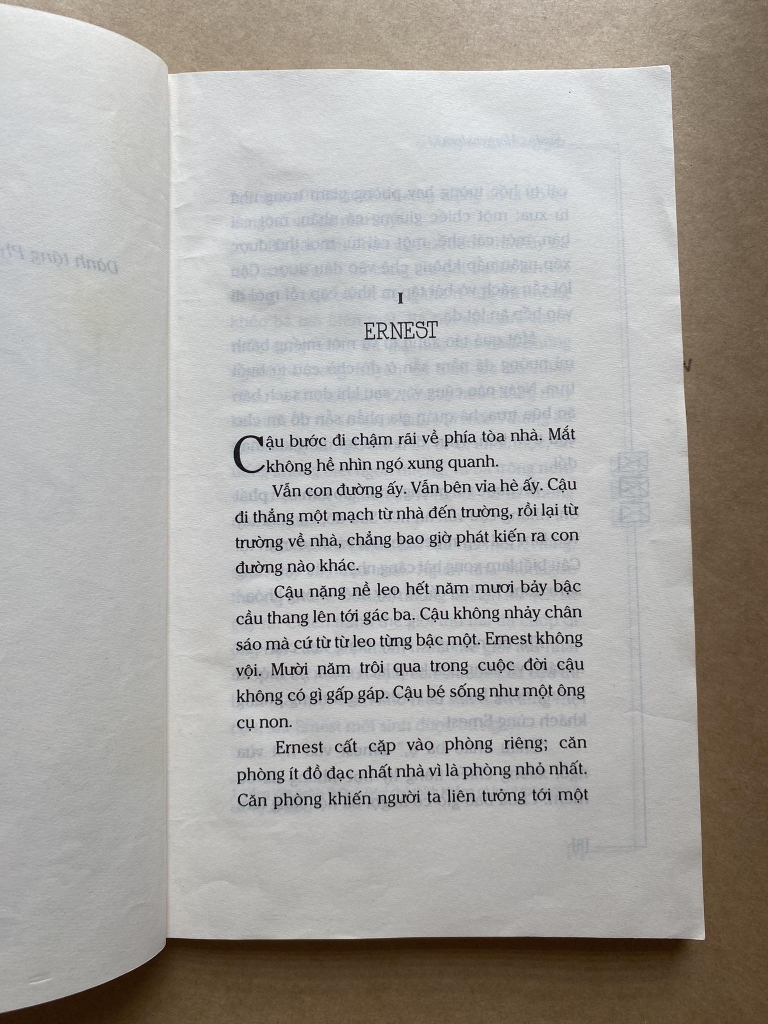 I
ERNEST
Cậu bước đi chậm rãi về phía tòa nhà. Mắt
không hề nhìn ngó xung quanh.
Vẫn con đường ấy. Vẫn bên vỉa hè ấy. Cậu
đi thẳng một mạch từ nhà đến trường, rồi lại từ
trường về nhà, chẳng bao giờ phát kiến ra con
đường nào khác.
Cậu nặng nề leo hết năm mươi bảy bậc
cầu thang lên tới gác ba. Cậu không nhảy chân
sáo mà cứ từ từ leo từng bậc một. Ernest không
vội. Mười năm trôi qua trong cuộc đời cậu
không có gì gấp gáp. Cậu bé sống như một ông
cụ non.
Ernest cất cặp vào phòng riêng; căn
phòng ít đồ đạc nhất nhà vì là phòng nhỏ nhất.
Căn phòng khiến người ta liên tưởng tới một